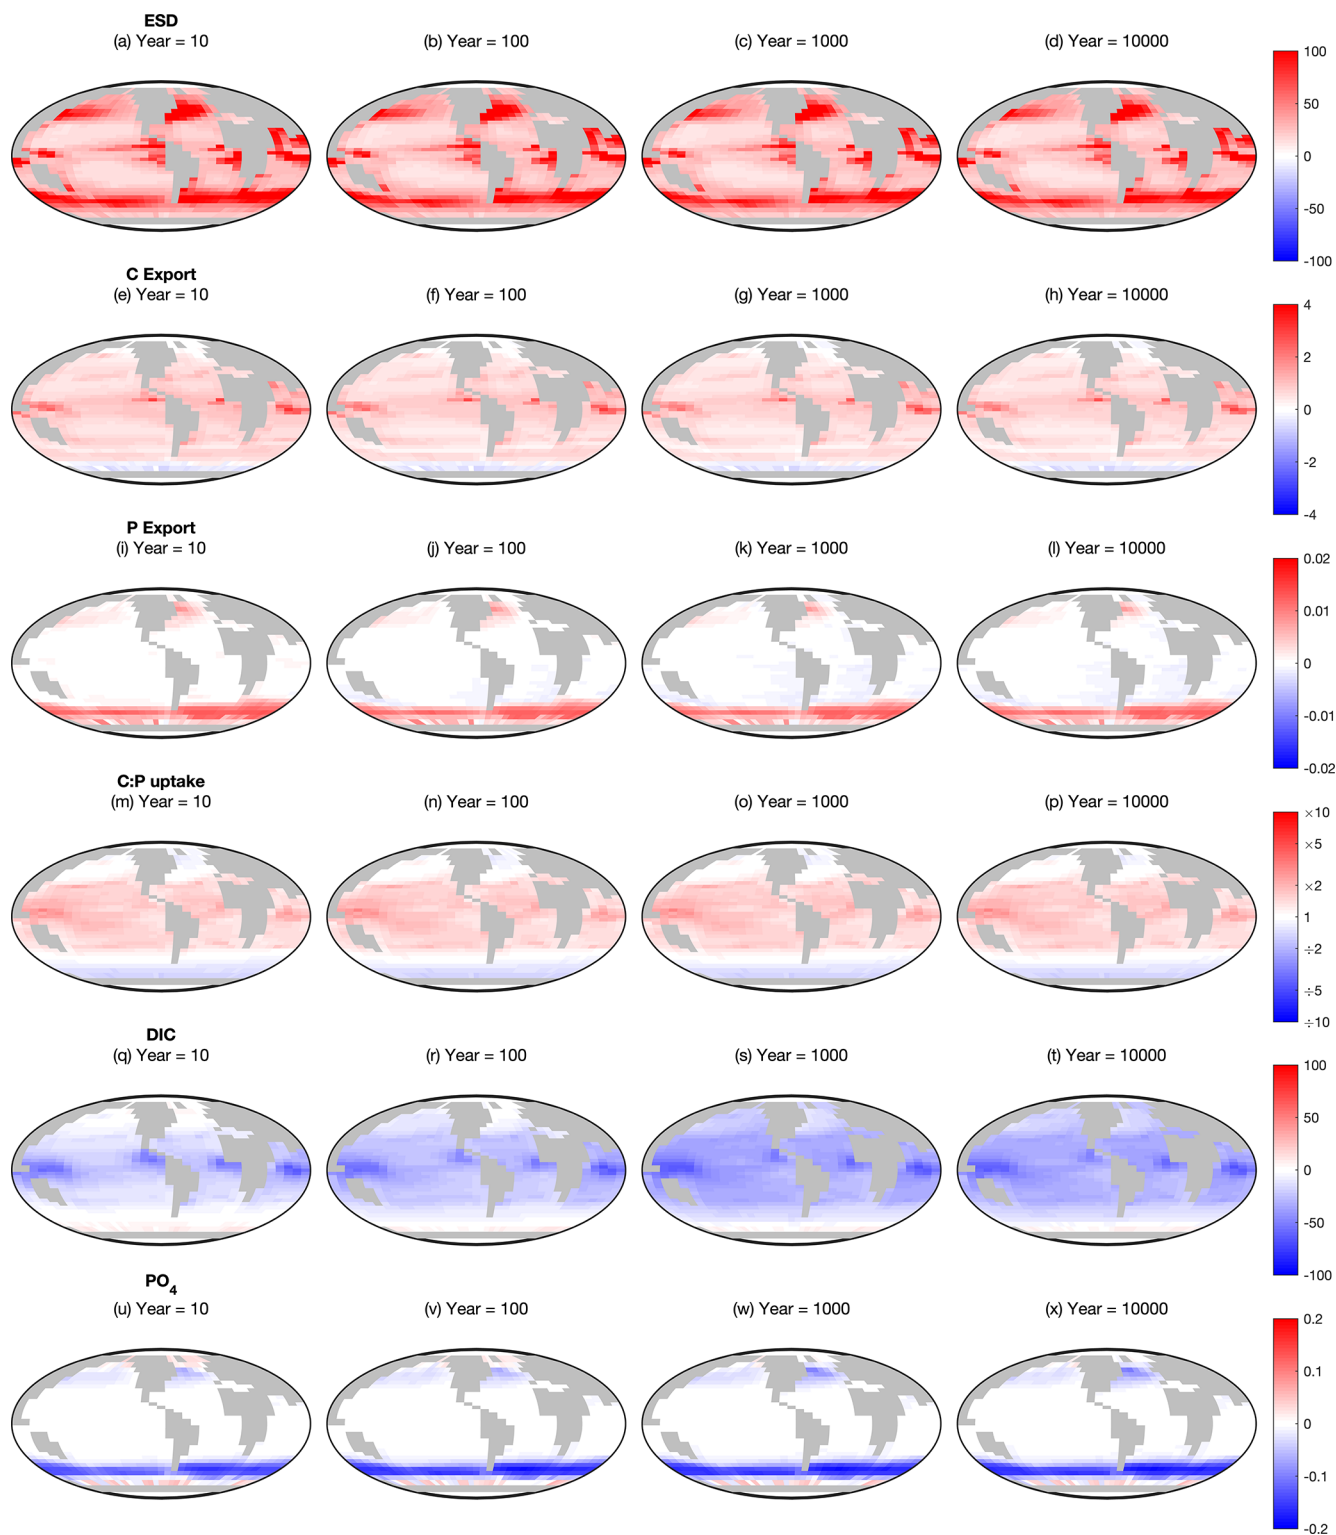 ESD
(a) Year = 10
(b) Year = 100
(c) Year = 1000
(d) Year = 10000
100
50
0
-50
-100
C Export
(e) Year = 10
(f) Year = 100
(g) Year = 1000
(h) Year = 10000
4
2
0
-2
-4
P Export
(i) Year = 10
(j) Year = 100
(k) Year = 1000
(l) Year = 10000
0.02
0.01
0
-0.01
-0.02
C:P uptake
(m) Year = 10
(n) Year = 100
(o) Year = 1000
(p) Year = 10000
×10
×5
×2
1
÷2
÷5
÷10
DIC
(q) Year = 10
(r) Year = 100
(s) Year = 1000
(t) Year = 10000
100
50
0
-50
-100
PO4
(u) Year = 10
(v) Year = 100
(w) Year = 1000
(x) Year = 10000
0.2
0.1
0
-0.1
-0.2